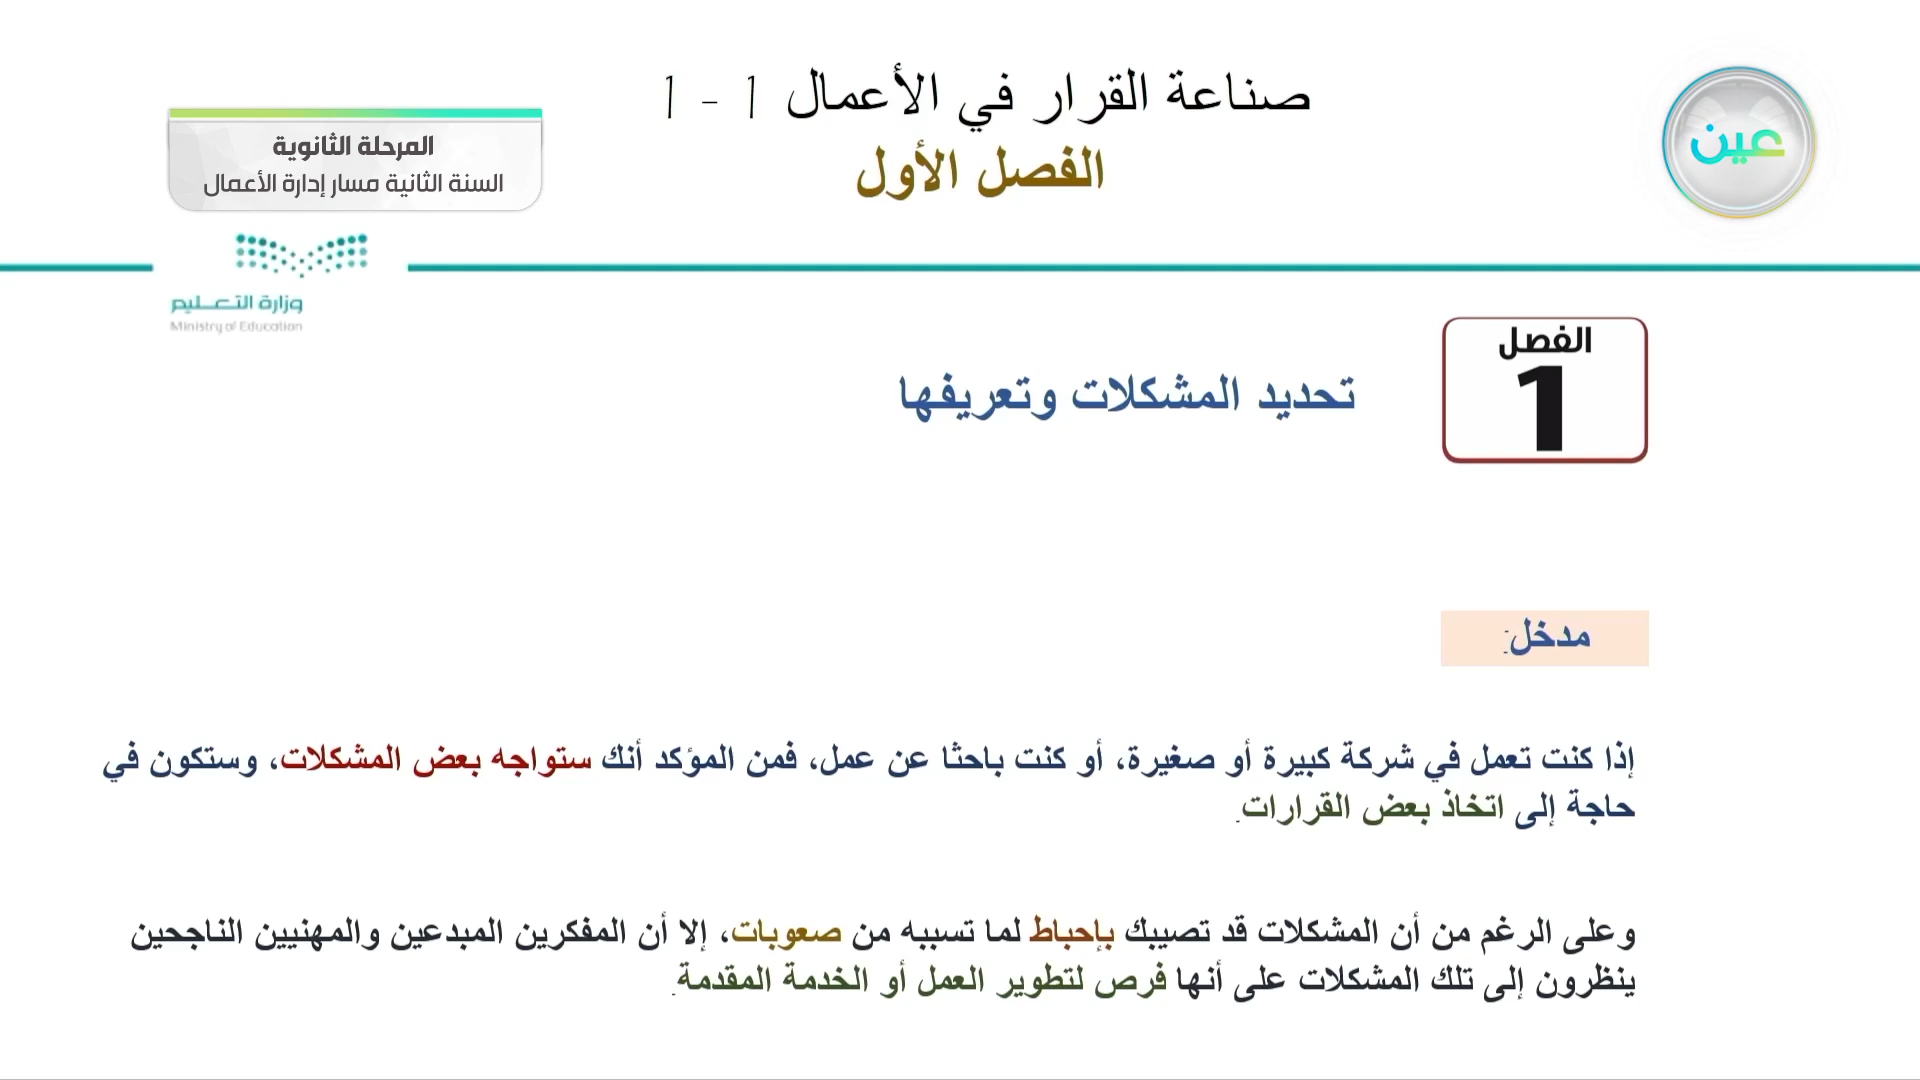 صناعة القرار في الأعمال 1 - 1
الفصل الأول
عين
المرحلة الثانوية
السنة الثانية مسار إدارة الأعمال
وزارة التعليم
Ministry of Education
الفصل
1
تحديد المشكلات وتعريفها
مدخل:
إذا كنت تعمل في شركة كبيرة أو صغيرة، أو كنت باحثا عن عمل، فمن المؤكد أنك ستواجه بعض المشكلات، وستكون في
حاجة إلى اتخاذ بعض القرارات.
وعلى الرغم من أن المشكلات قد تصيبك بإحباط لما تسببه من صعوبات، إلا أن المفكرين المبدعين والمهنيين الناجحين
ينظرون إلى تلك المشكلات على أنها فرص لتطوير العمل أو الخدمة المقدمة.